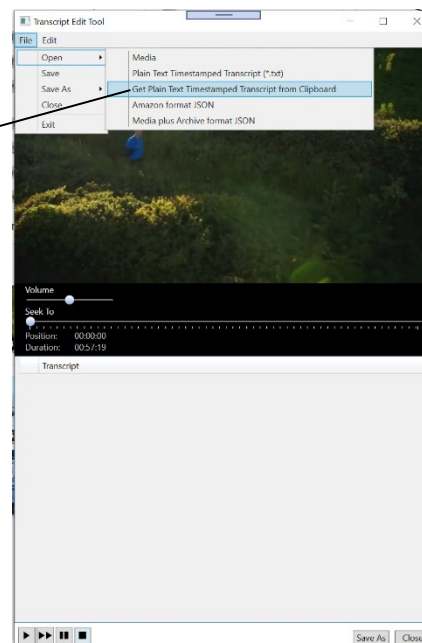 Transcript Edit Tool
File Edit
Open
Media
Save
Plain Text Timestamped Transcript (*.txt)
Save As
Get Plain Text Timestamped Transcript from Clipboard
Close
Amazon format JSON
Exit
Media plus Archive format JSON
Volume
Seek To
Position: 00:00:00
Duration: 00:57:19
Transcript
Save As Close